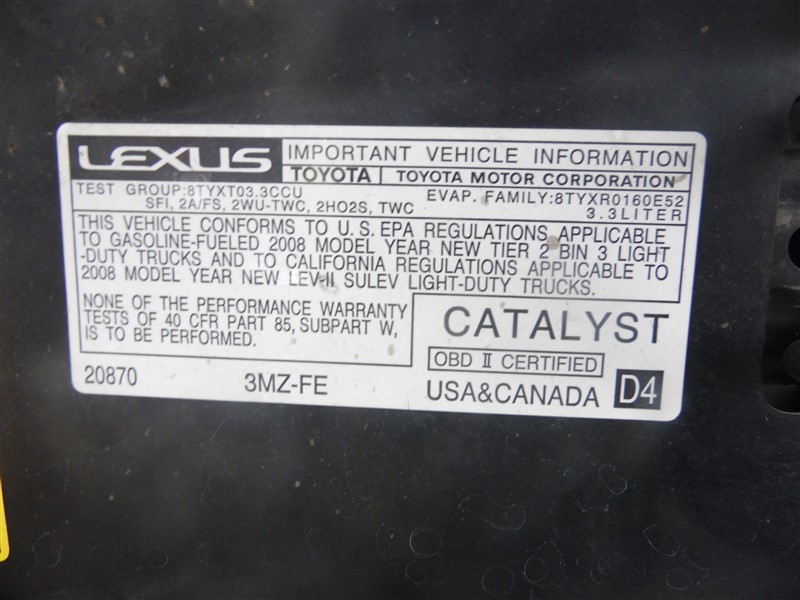 LEXUS IMPORTANT VEHICLE INFORMATION
TOYOTA TOYOTA MOTOR CORPORATION
TEST GROUP:8TYXT03.3CCU EVAP. FAMILY:8TYXR0160E52
SFI, 2A/FS, 2WU-TWC, 2HO2S, TWC 3.3LITER
THIS VEHICLE CONFORMS TO U.S. EPA REGULATIONS APPLICABLE
TO GASOLINE-FUELED 2008 MODEL YEAR NEW TIER 2 BIN 3 LIGHT
-DUTY TRUCKS AND TO CALIFORNIA REGULATIONS APPLICABLE TO
2008 MODEL YEAR NEW LEV-II SULEV LIGHT-DUTY TRUCKS.
NONE OF THE PERFORMANCE WARRANTY
TESTS OF 40 CFR PART 85, SUBPART W,
IS TO BE PERFORMED.
CATALYST
OBD II CERTIFIED
20870 3MZ-FE USA&CANADA D4